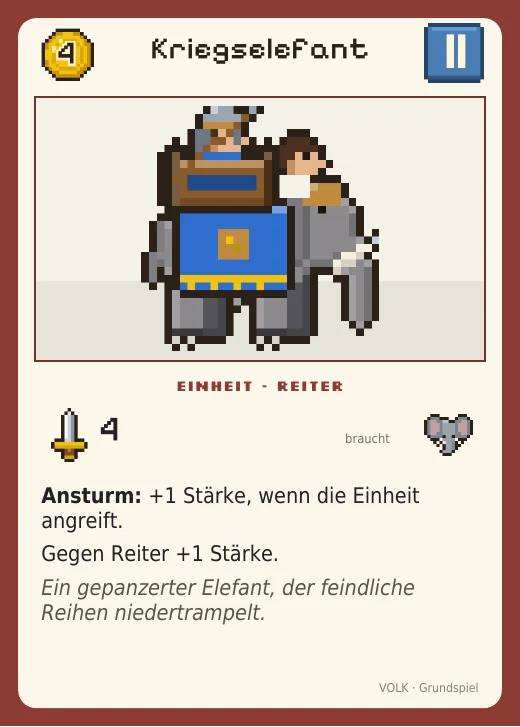 4 Kriegselefant II
EINHEIT - REITER
4 braucht
Ansturm: +1 Stärke, wenn die Einheit
angreift.
Gegen Reiter +1 Stärke.
Ein gepanzerter Elefant, der feindliche
Reihen niedertrampelt.
VOLK · Grundspiel